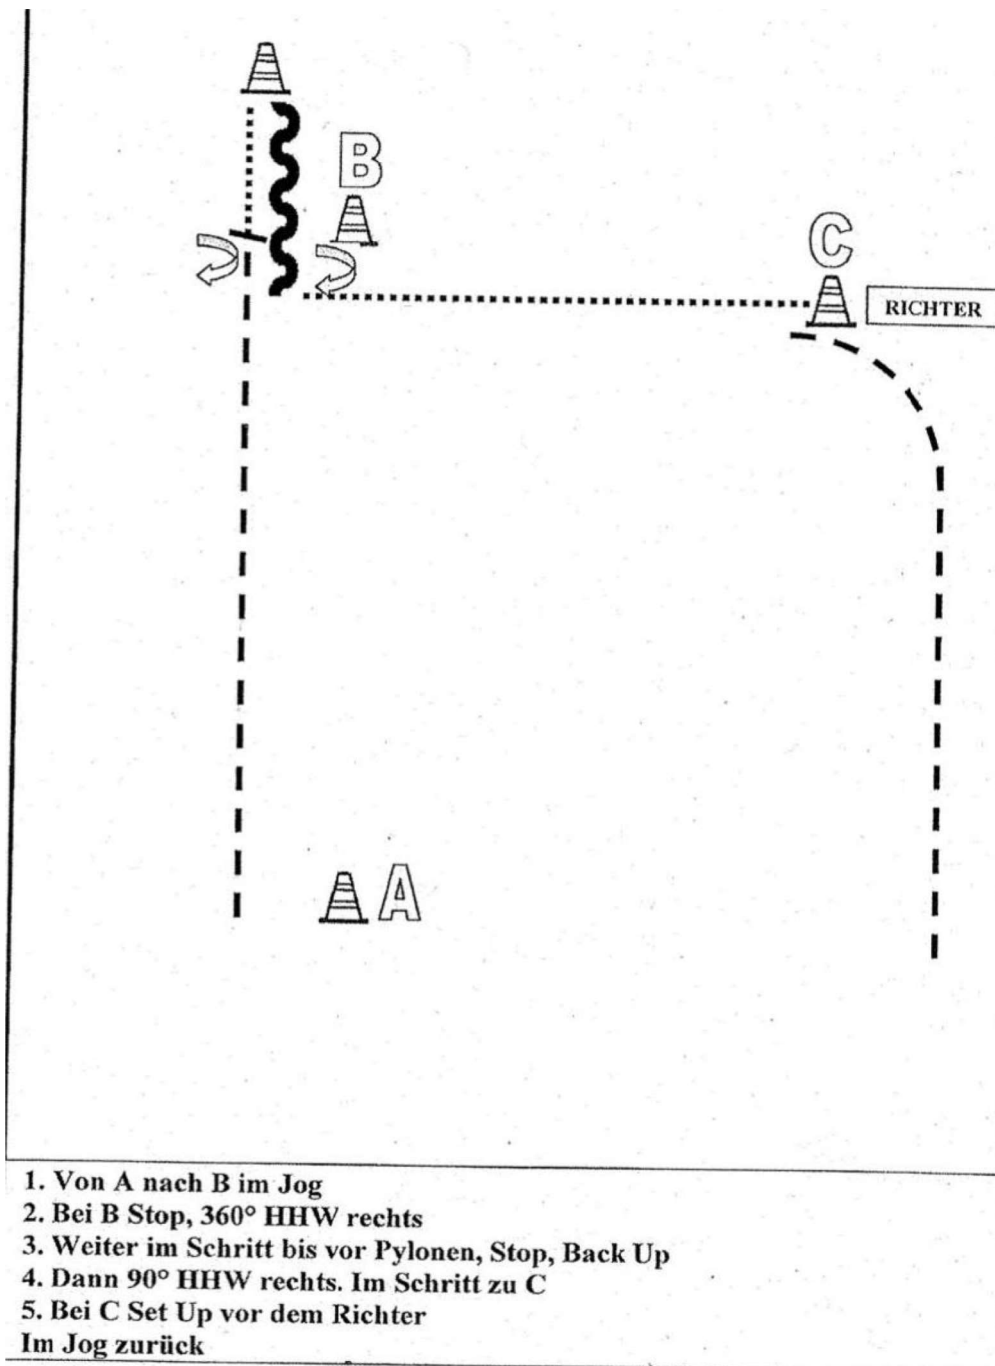 B
C
RICHTER
A
1. Von A nach B im Jog
2. Bei B Stop, 360° HHW rechts
3. Weiter im Schritt bis vor Pylonen, Stop, Back Up
4. Dann 90° HHW rechts. Im Schritt zu C
5. Bei C Set Up vor dem Richter
Im Jog zurück